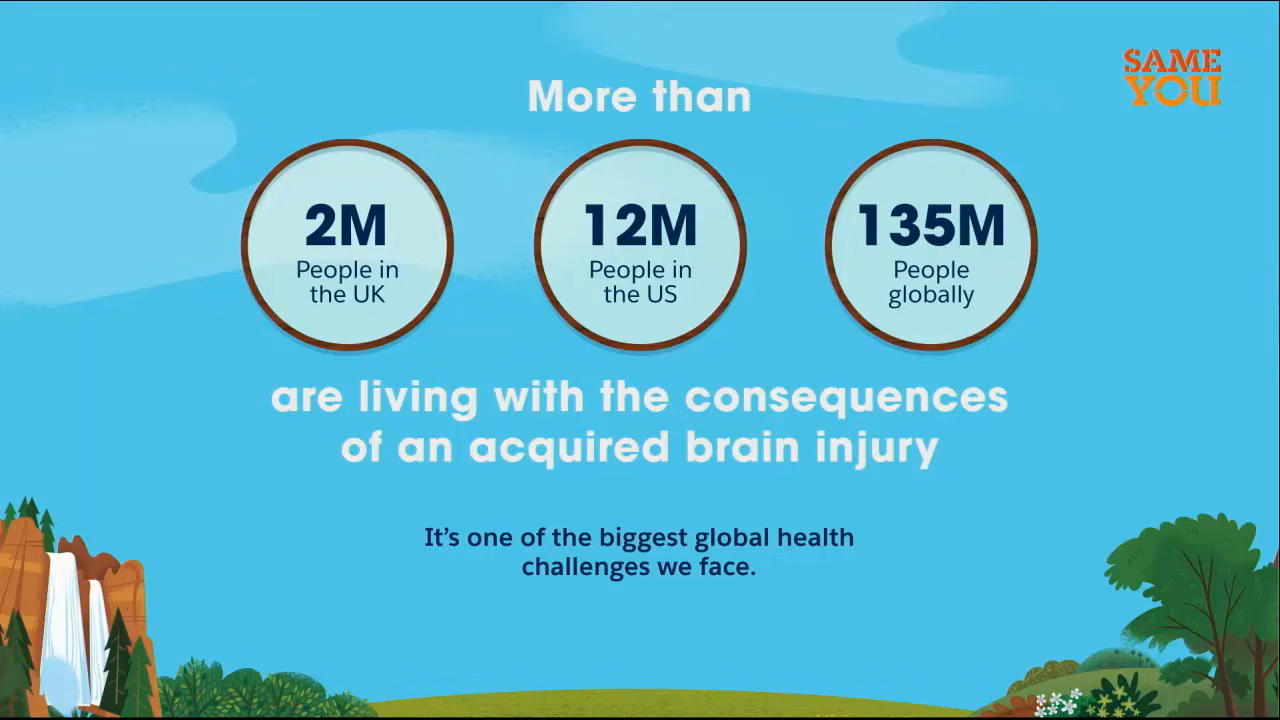 SAME
YOU
More than
2M
People in
the UK
12M
People in
the US
135M
People
globally
are living with the consequences
of an acquired brain injury
It’s one of the biggest global health
challenges we face.